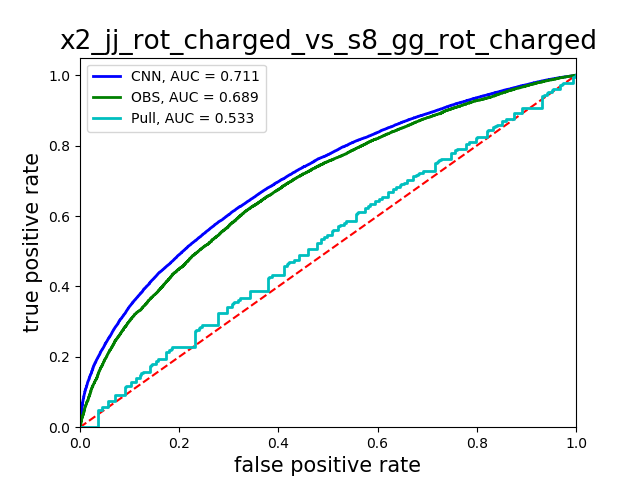 x2_jj_rot_charged_vs_s8_gg_rot_charged
CNN, AUC = 0.711
OBS, AUC = 0.689
Pull, AUC = 0.533
true positive rate
1.0
0.8
0.6
0.4
0.2
0.0
0.0 0.2 0.4 0.6 0.8 1.0
false positive rate